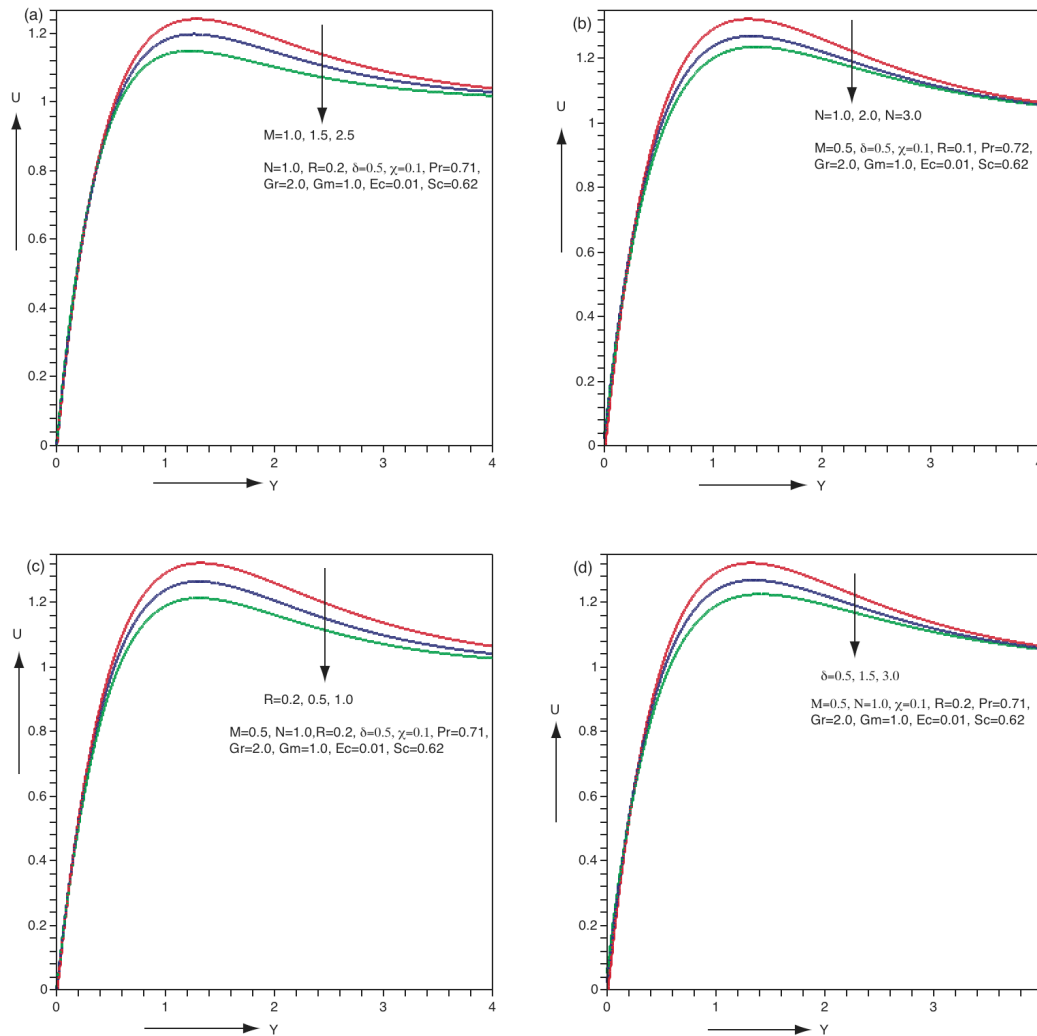 (a)
1.2
1
0.8
0.6
0.4
0.2
0
U
M=1.0, 1.5, 2.5
N=1.0, R=0.2, δ=0.5, χ=0.1, Pr=0.71,
Gr=2.0, Gm=1.0, Ec=0.01, Sc=0.62
0 1 2 3 4
Y
(b)
1.2
1
0.8
0.6
0.4
0.2
0
U
N=1.0, 2.0, N=3.0
M=0.5, δ=0.5, χ=0.1, R=0.1, Pr=0.72,
Gr=2.0, Gm=1.0, Ec=0.01, Sc=0.62
0 1 2 3 4
Y
(c)
1.2
1
0.8
0.6
0.4
0.2
0
U
R=0.2, 0.5, 1.0
M=0.5, N=1.0,R=0.2, δ=0.5, χ=0.1, Pr=0.71,
Gr=2.0, Gm=1.0, Ec=0.01, Sc=0.62
0 1 2 3 4
Y
(d)
1.2
1
0.8
0.6
0.4
0.2
0
U
δ=0.5, 1.5, 3.0
M=0.5, N=1.0, χ=0.1, R=0.2, Pr=0.71,
Gr=2.0, Gm=1.0, Ec=0.01, Sc=0.62
0 1 2 3 4
Y